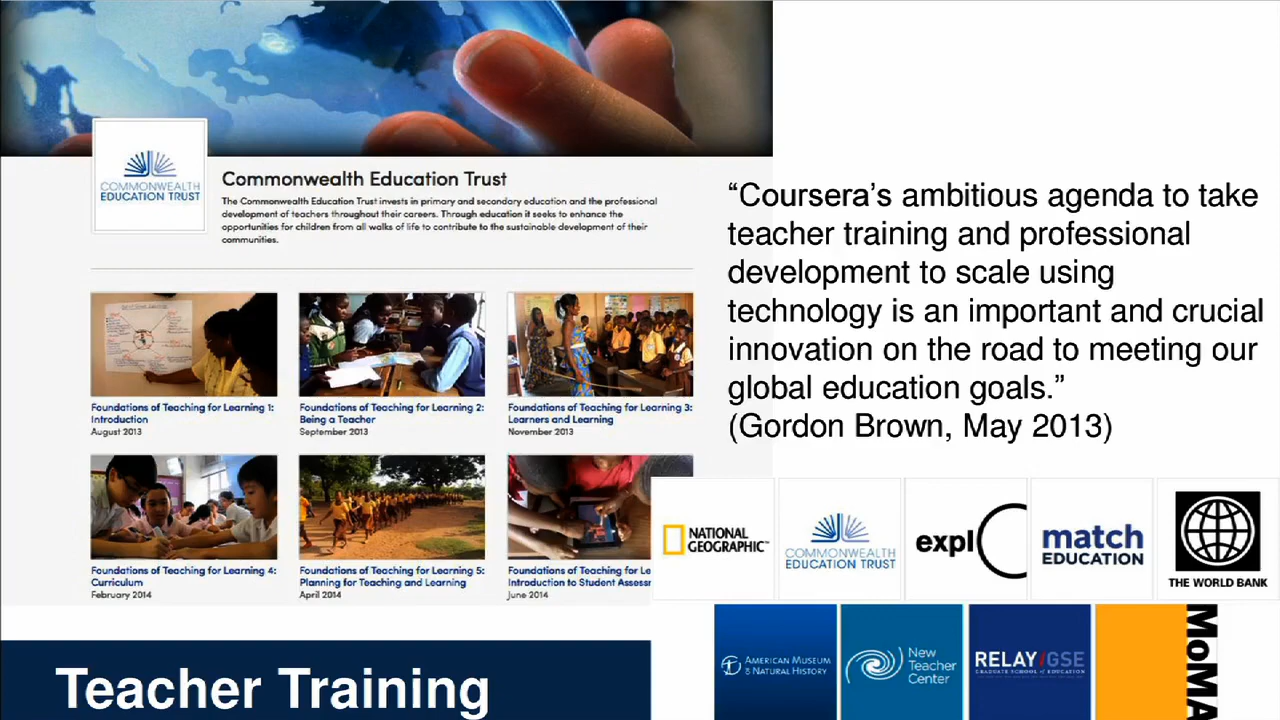 COMMONWEALTH
EDUCATION TRUST
Commonwealth Education Trust
The Commonwealth Education Trust invests in primary and secondary education and the professional
development of teachers throughout their careers. Through education it seeks to enhance the
opportunities for children from all walks of life to contribute to the sustainable development of their
communities.
Foundations of Teaching for Learning 1:
Introduction
August 2013
Foundations of Teaching for Learning 2:
Being a Teacher
September 2013
Foundations of Teaching for Learning 3:
Learners and Learning
November 2013
Foundations of Teaching for Learning 4:
Curriculum
February 2014
Foundations of Teaching for Learning 5:
Planning for Teaching and Learning
April 2014
Foundations of Teaching for Le
Introduction to Student Assess
June 2014
“Coursera’s ambitious agenda to take
teacher training and professional
development to scale using
technology is an important and crucial
innovation on the road to meeting our
global education goals.”
(Gordon Brown, May 2013)
NATIONAL
GEOGRAPHIC™
COMMONWEALTH
EDUCATION TRUST
expl
match
EDUCATION
THE WORLD BANK
AMERICAN MUSEUM
& NATURAL HISTORY
New
Teacher
Center
RELAY/GSE
GRADUATE SCHOOL OF EDUCATION
MoMA
Teacher Training